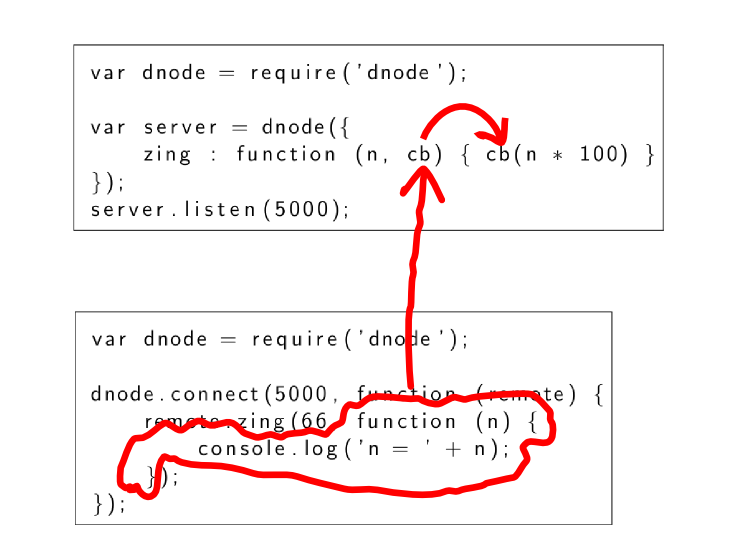 var dnode = require('dnode');
var server = dnode({
zing : function (n, cb) { cb(n * 100) }
});
server.listen(5000);
var dnode = require('dnode');
dnode.connect(5000, function (remote) {
remote.zing(66, function (n) {
console.log('n = ' + n);
});
});